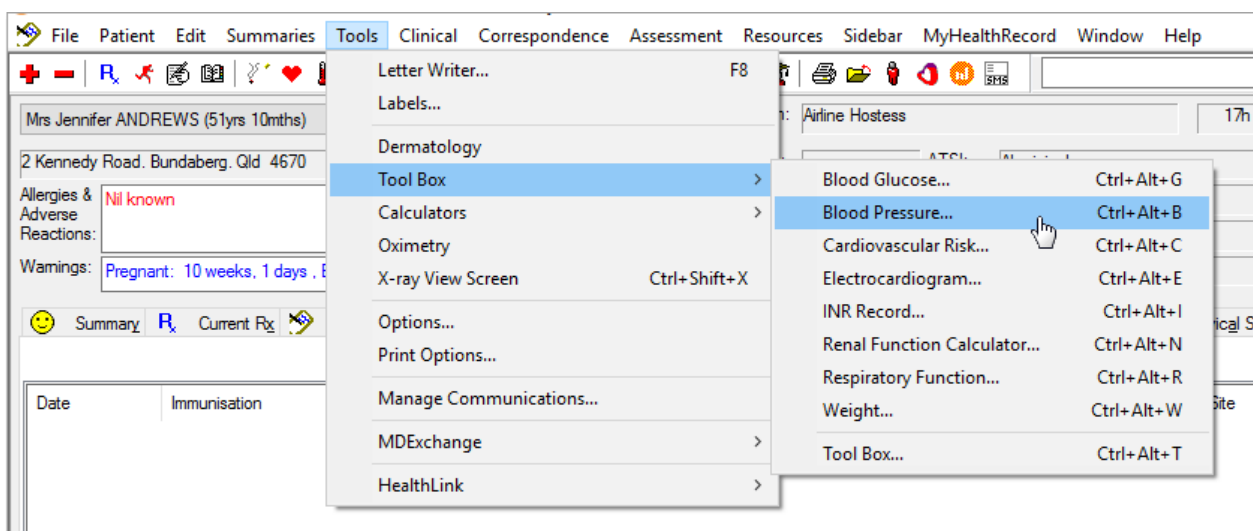 File Patient Edit Summaries Tools Clinical Correspondence Assessment Resources Sidebar MyHealthRecord Window Help
SMS
Mrs Jennifer ANDREWS (51yrs 10mths)
Airline Hostess
17h
2 Kennedy Road. Bundaberg. Qld 4670
Allergies &
Adverse
Reactions:
Nil known
Warnings:
Pregnant: 10 weeks, 1 days ,
Summary
Current Rx
Date Immunisation
Letter Writer... F8
Labels...
Dermatology
Tool Box
Calculators
Oximetry
X-ray View Screen Ctrl+Shift+X
Options...
Print Options...
Manage Communications...
MDExchange
HealthLink
Blood Glucose... Ctrl+Alt+G
Blood Pressure... Ctrl+Alt+B
Cardiovascular Risk... Ctrl+Alt+C
Electrocardiogram... Ctrl+Alt+E
INR Record... Ctrl+Alt+I
Renal Function Calculator... Ctrl+Alt+N
Respiratory Function... Ctrl+Alt+R
Weight... Ctrl+Alt+W
Tool Box... Ctrl+Alt+T